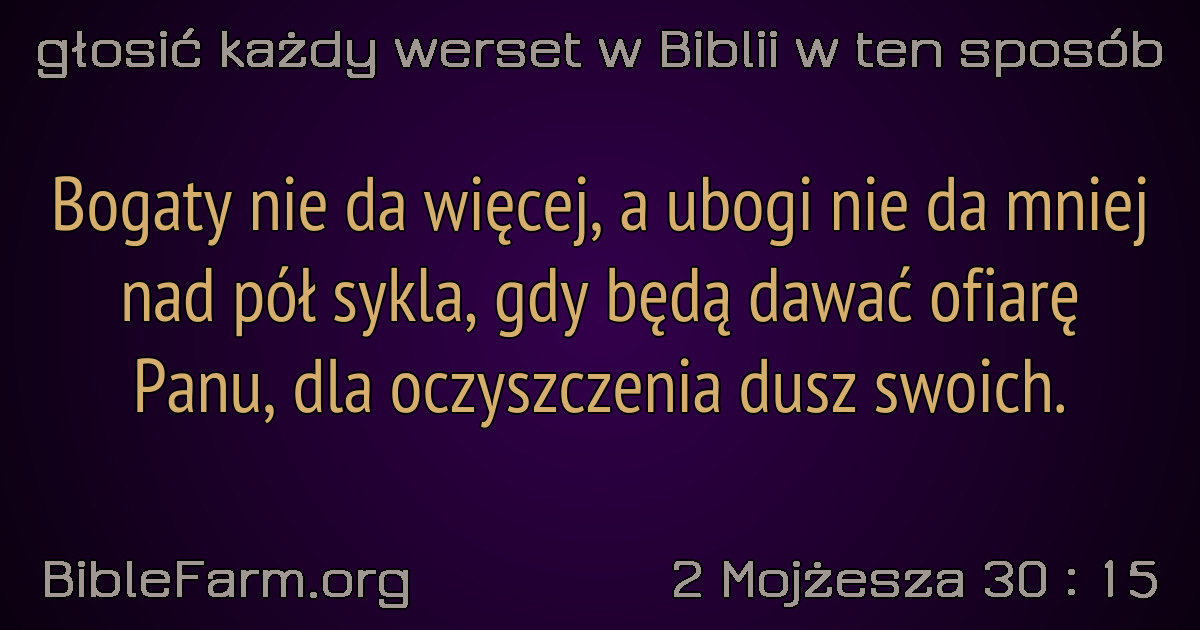 głosić każdy werset w Biblii w ten sposób
Bogaty nie da więcej, a ubogi nie da mniej
nad pół sykla, gdy będą dawać ofiarę
Panu, dla oczyszczenia dusz swoich.
BibleFarm.org
2 Mojżesza 30 : 15